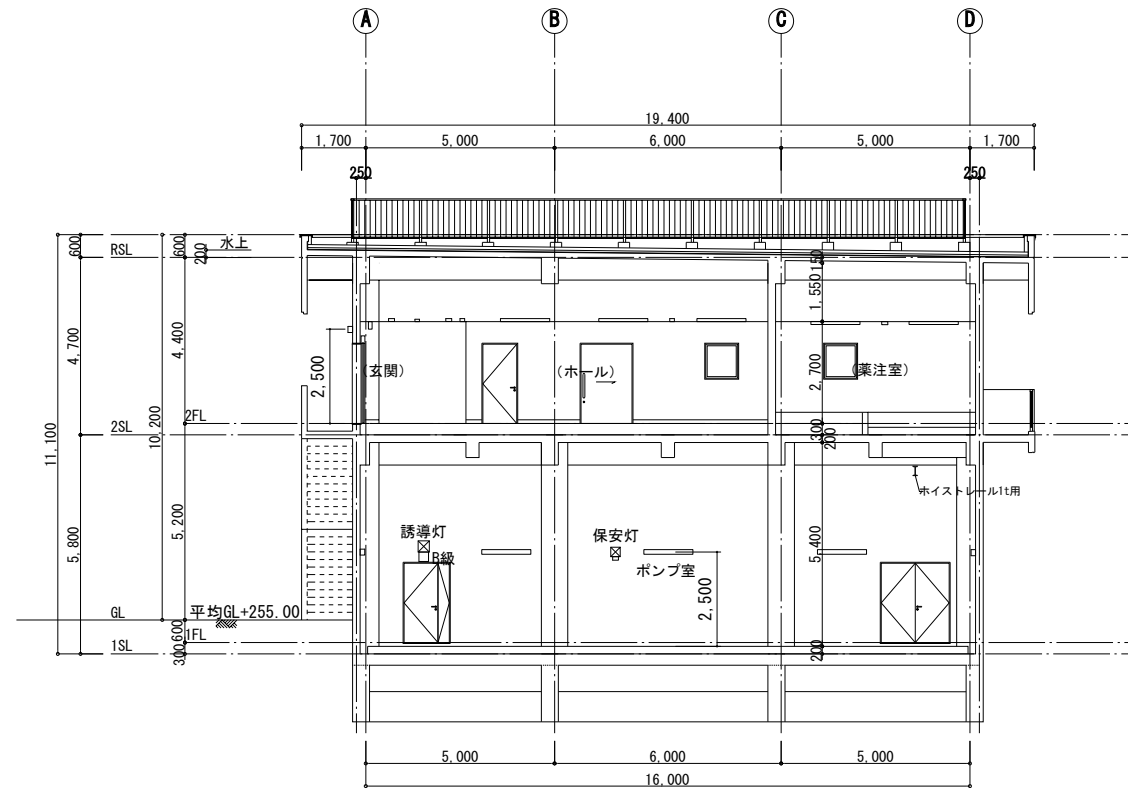 A B C D
19,400
1,700 5,000 6,000 5,000 1,700
250 250
600 RSL 600 水上
200
150
1,550
4,700 4,400
2,500
(玄関) (ホール) 2,700 (薬注室)
2FL
2SL
300
200
11,100 10,200
ホイストレール1t用
5,800 5,200
誘導灯 保安灯
B級
ポンプ室
5,400
2,500
GL 平均GL+255.00
600 1FL
1SL 300
200
5,000 6,000 5,000
16,000